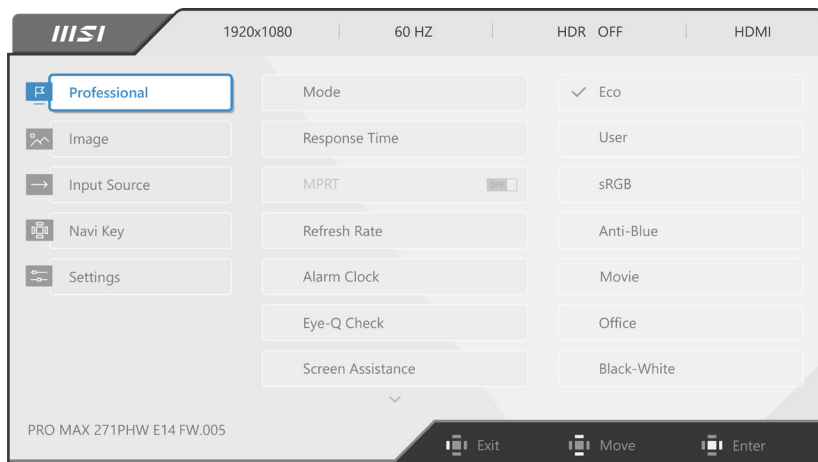 msi
1920x1080 60 HZ HDR OFF HDMI
Professional Mode Eco
Image Response Time User
Input Source MPRT OFF sRGB
Navi Key Refresh Rate Anti-Blue
Settings Alarm Clock Movie
Eye-Q Check Office
Screen Assistance Black-White
PRO MAX 271PHW E14 FW.005
Exit Move Enter